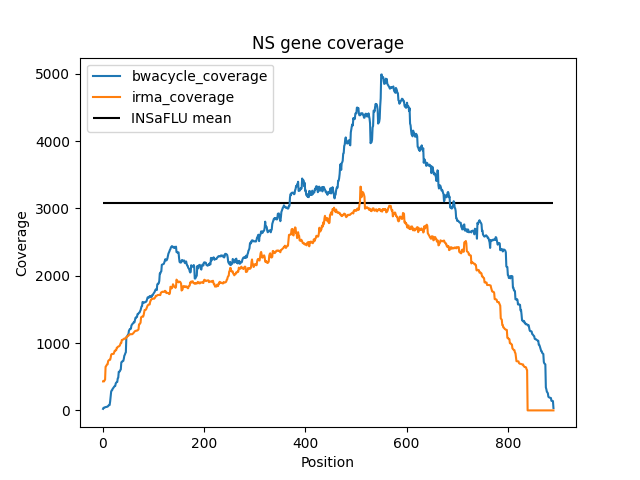 NS gene coverage
bwacycle_coverage
irma_coverage
INSaFLU mean
Coverage
5000
4000
3000
2000
1000
0
0 200 400 600 800
Position